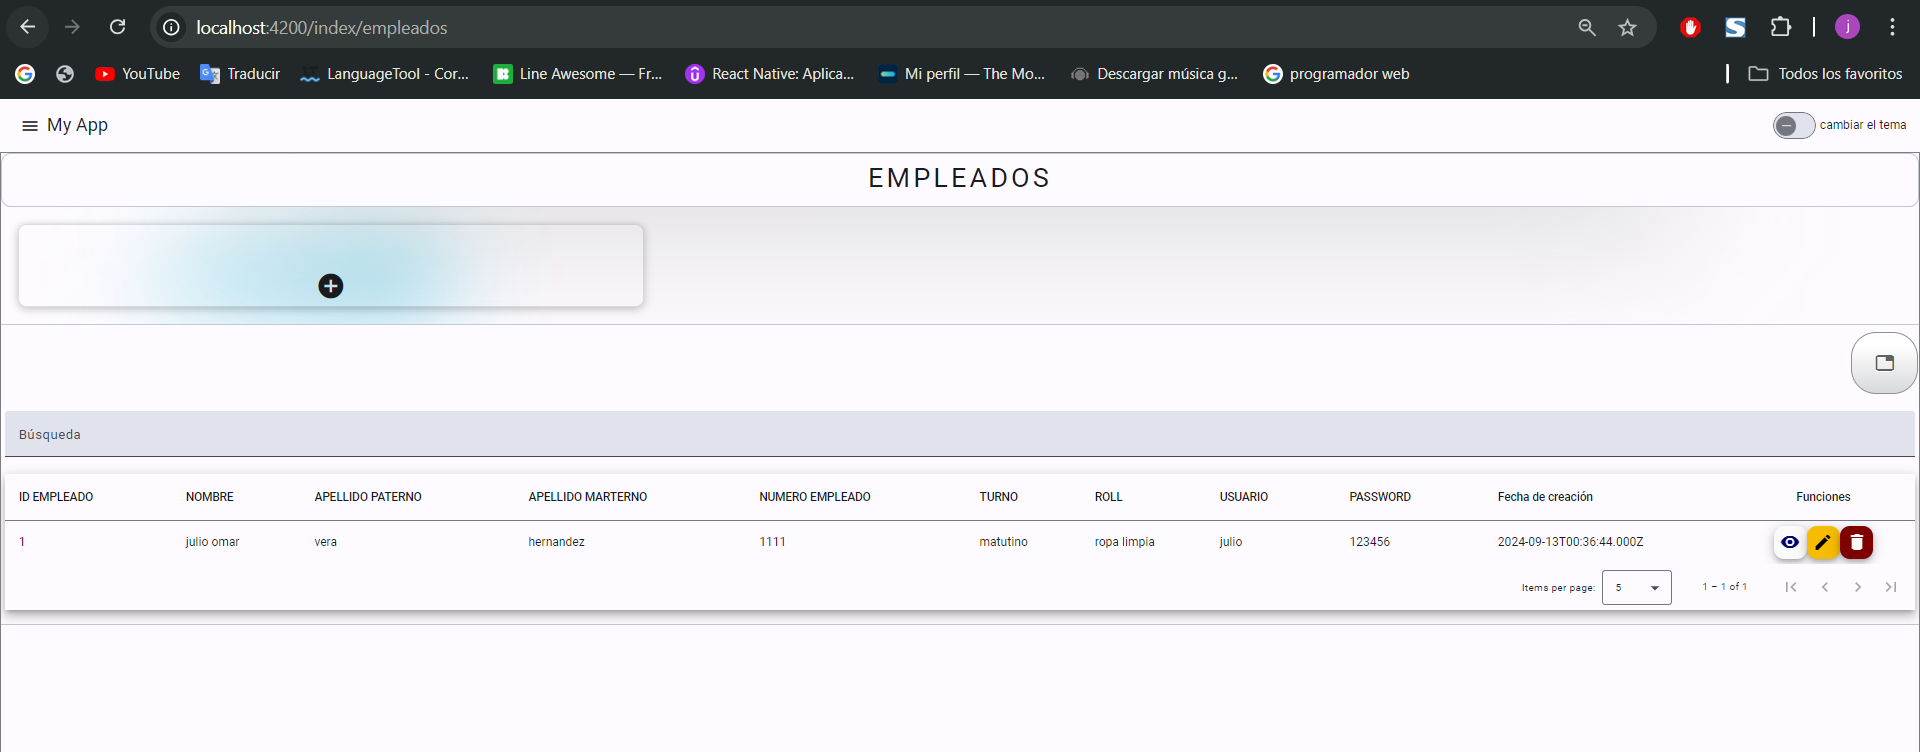 localhost:4200/index/empleados
YouTube Traducir LanguageTool - Cor... Line Awesome — Fr... React Native: Aplica... Mi perfil — The Mo... Descargar música g... programador web Todos los favoritos
My App cambiar el tema
EMPLEADOS
Búsqueda
ID EMPLEADO NOMBRE APELLIDO PATERNO APELLIDO MARTERNO NUMERO EMPLEADO TURNO ROLL USUARIO PASSWORD Fecha de creación Funciones
1 julio omar vera hernandez 1111 matutino ropa limpia julio 123456 2024-09-13T00:36:44.000Z
Items per page: 5 1 – 1 of 1